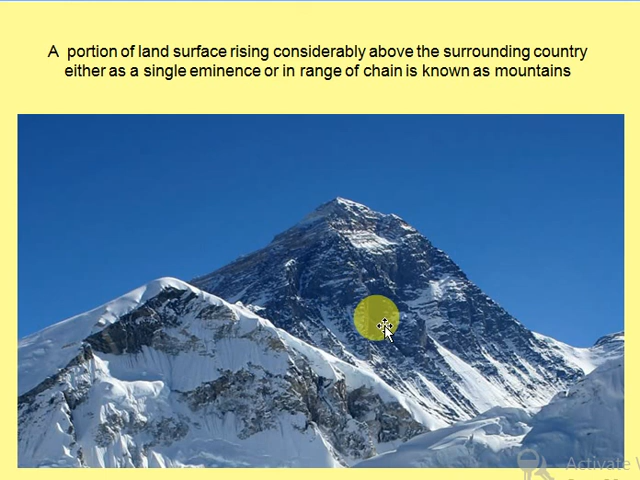 A portion of land surface rising considerably above the surrounding country
either as a single eminence or in range of chain is known as mountains
Activate